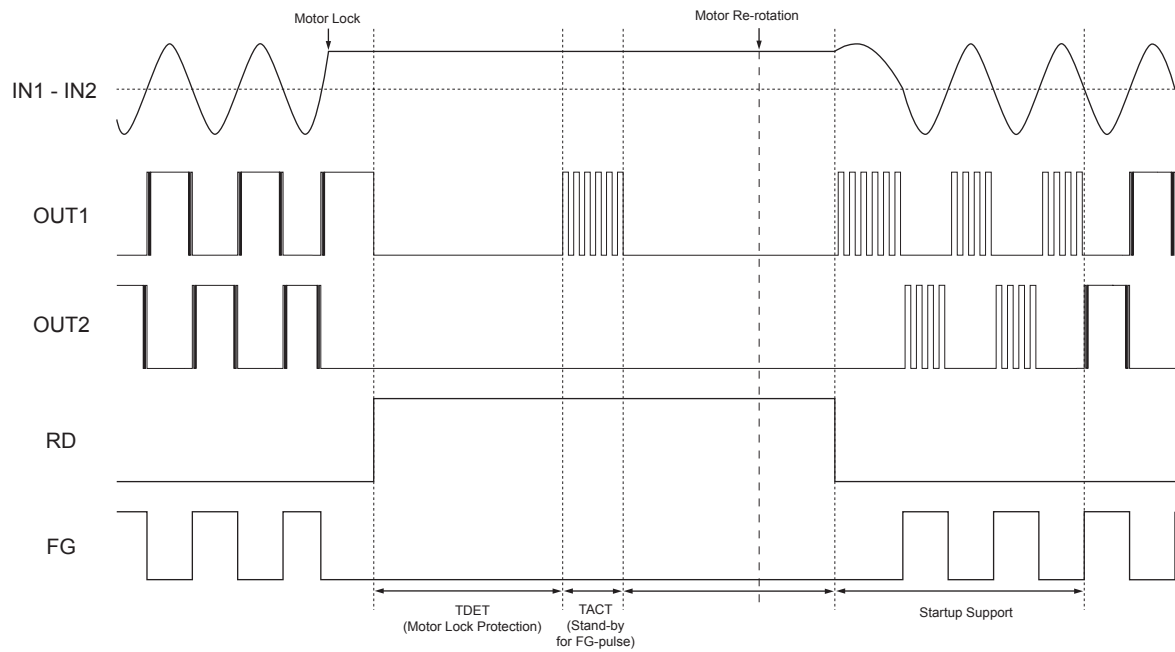 Motor Lock
Motor Re-rotation
IN1 - IN2
OUT1
OUT2
RD
FG
TDET
(Motor Lock Protection)
TACT
(Stand-by
for FG-pulse)
Startup Support